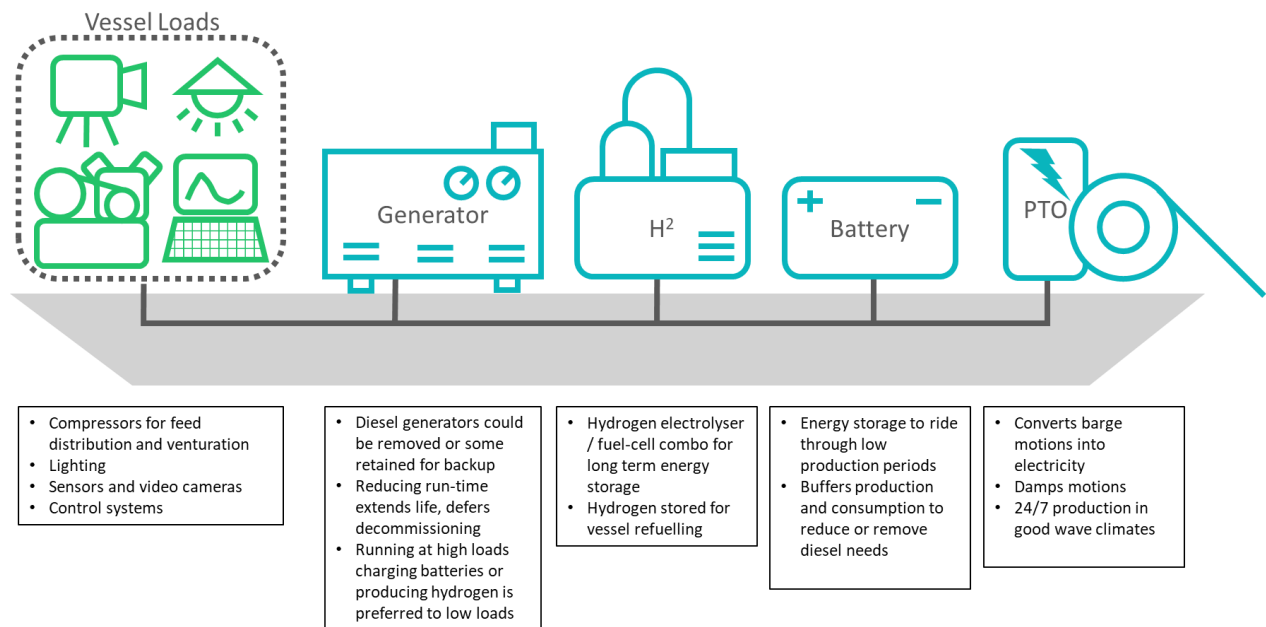 Vessel Loads
Generator
H²
Battery
PTO
• Compressors for feed
distribution and venturation
• Lighting
• Sensors and video cameras
• Control systems
• Diesel generators could
be removed or some
retained for backup
• Reducing run-time
extends life, defers
decommissioning
• Running at high loads
charging batteries or
producing hydrogen is
preferred to low loads
• Hydrogen electrolyser
/ fuel-cell combo for
long term energy
storage
• Hydrogen stored for
vessel refuelling
• Energy storage to ride
through low
production periods
• Buffers production
and consumption to
reduce or remove
diesel needs
• Converts barge
motions into
electricity
• Damps motions
• 24/7 production in
good wave climates